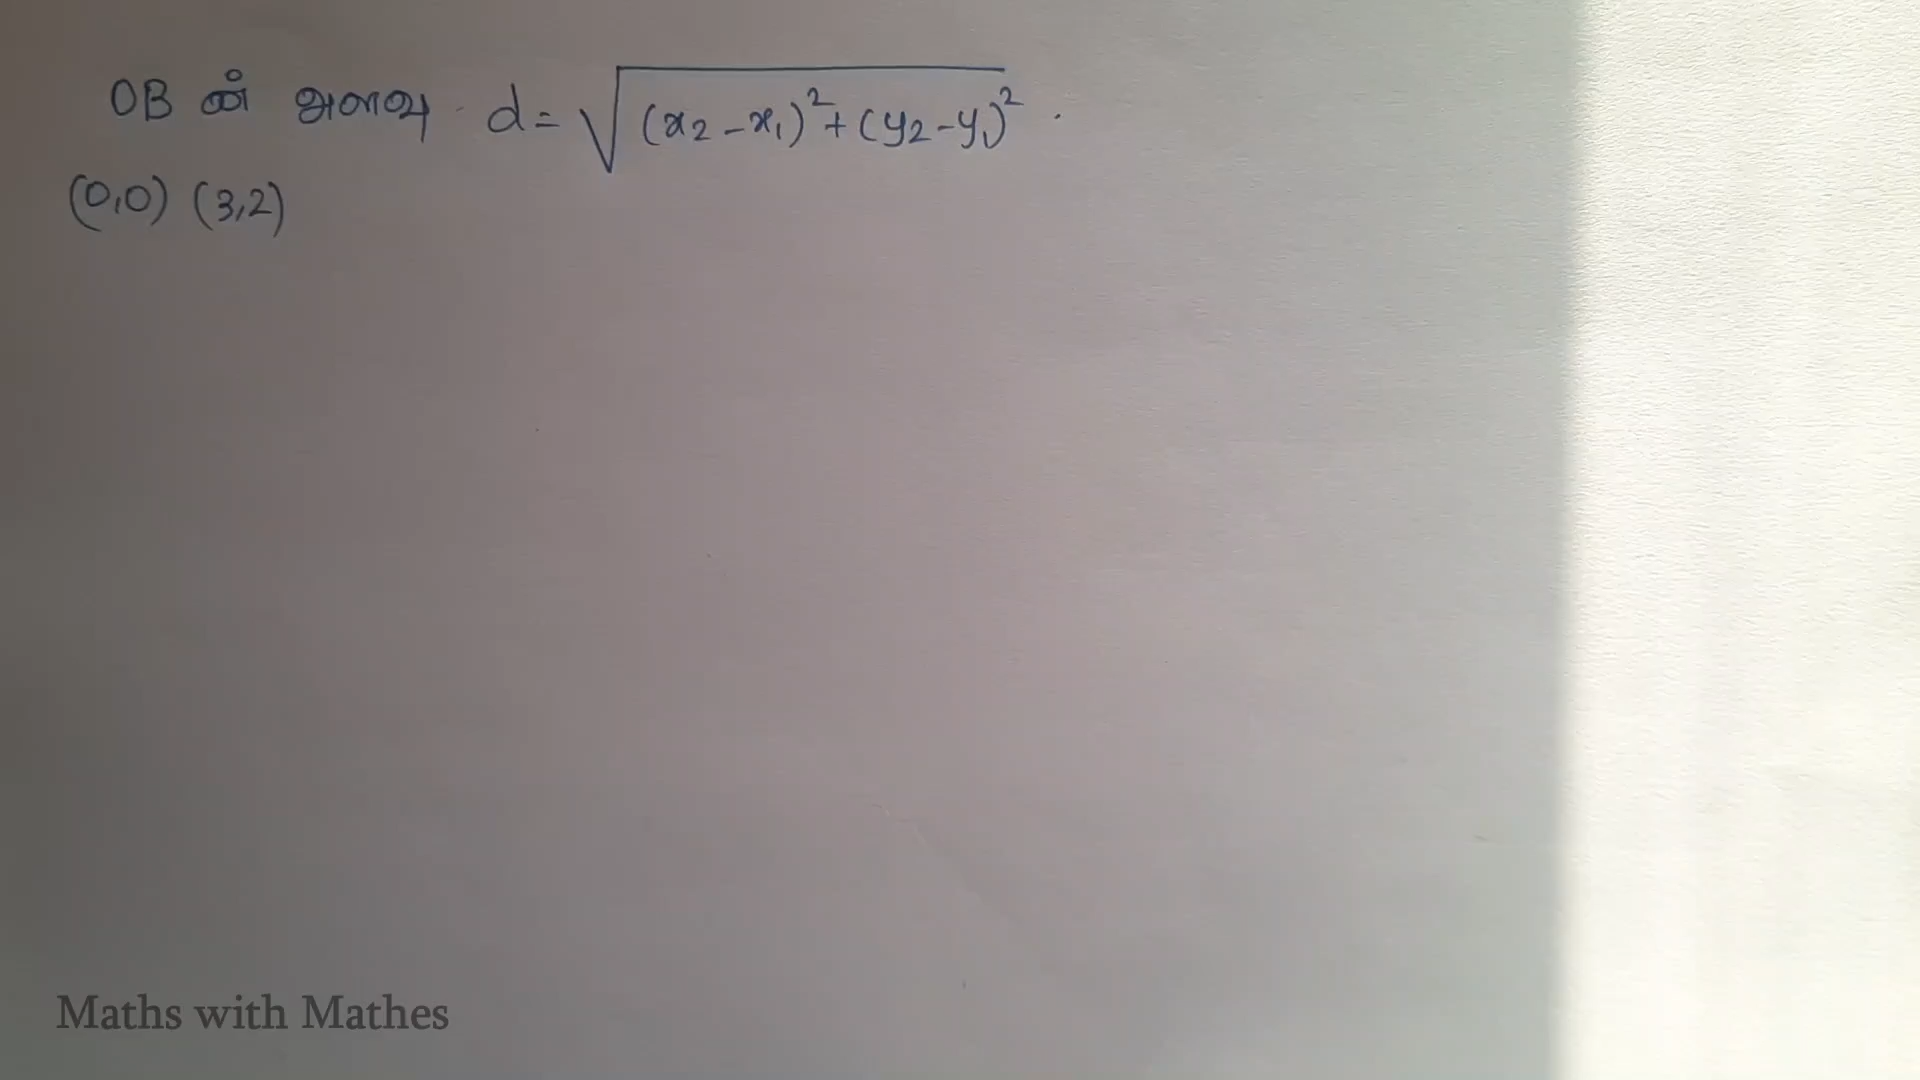 OB ன் அளவு d = √(x₂ - x₁)² + (y₂ - y₁)² .
(0,0) (3,2)
Maths with Mathes